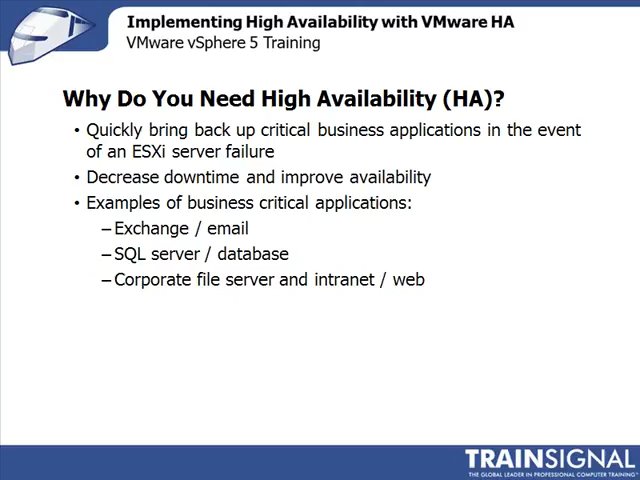 Implementing High Availability with VMware HA
VMware vSphere 5 Training
Why Do You Need High Availability (HA)?
• Quickly bring back up critical business applications in the event
of an ESXi server failure
• Decrease downtime and improve availability
• Examples of business critical applications:
– Exchange / email
– SQL server / database
– Corporate file server and intranet / web
TRAINSIGNAL
THE GLOBAL LEADER IN PROFESSIONAL COMPUTER TRAINING